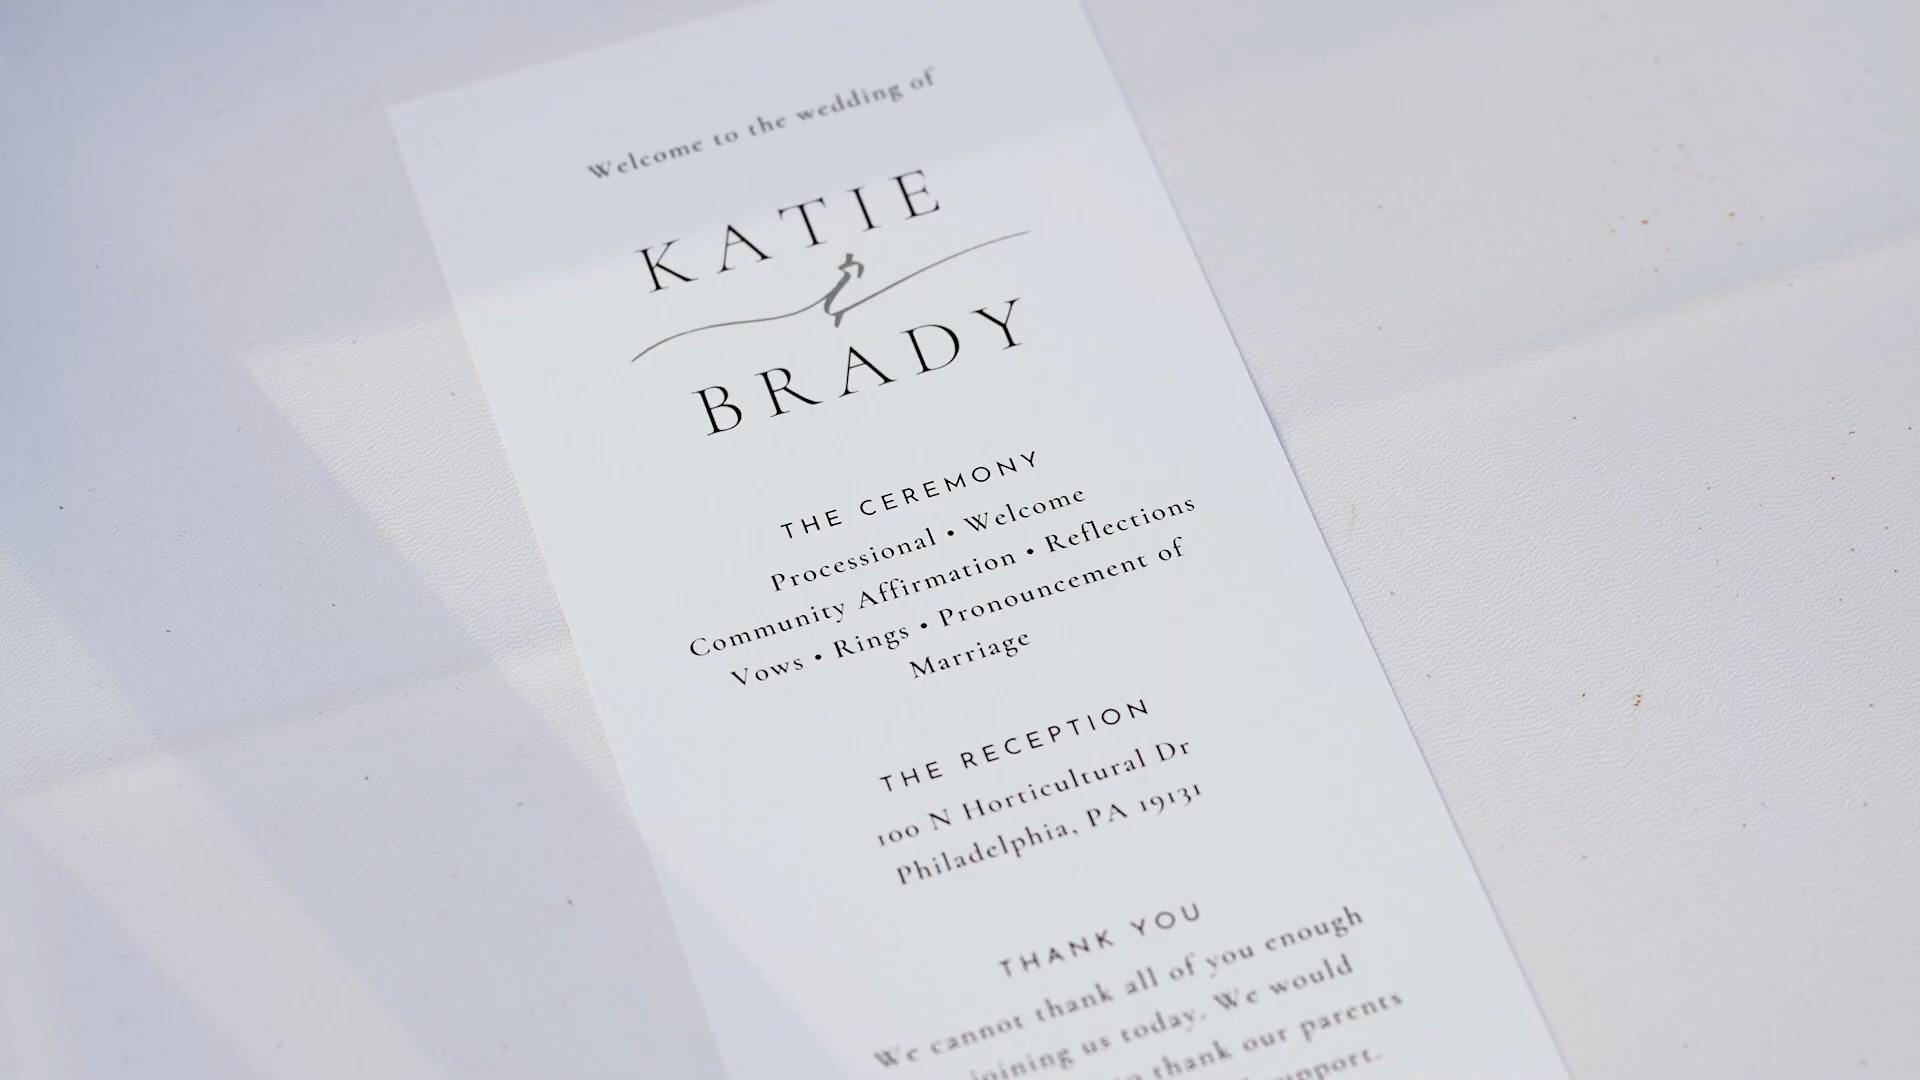 Welcome to the wedding of
KATIE
&
BRADY
THE CEREMONY
Processional • Welcome
Community Affirmation • Reflections
Vows • Rings • Pronouncement of
Marriage
THE RECEPTION
100 N Horticultural Dr
Philadelphia, PA 19131
THANK YOU
We cannot thank all of you enough
joining us today. We would
thank our parents
support.